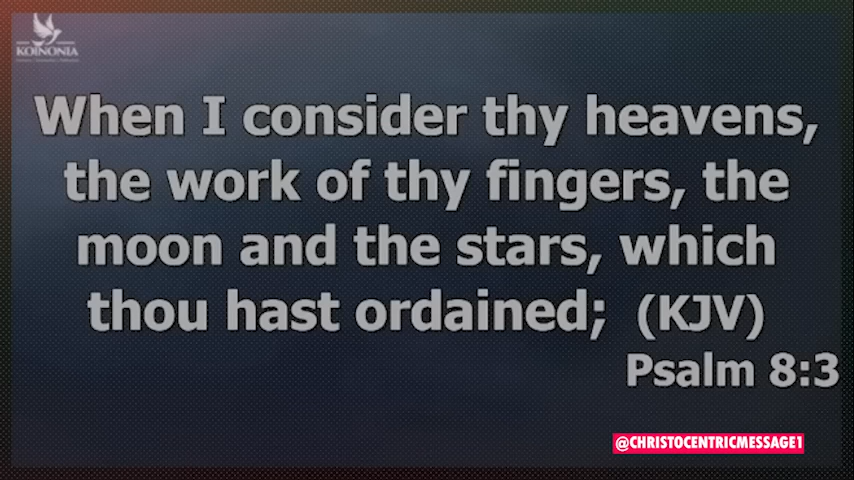 KOINONIA
When I consider thy heavens,
the work of thy fingers, the
moon and the stars, which
thou hast ordained; (KJV)
Psalm 8:3
@CHRISTOCENTRICMESSAGE1